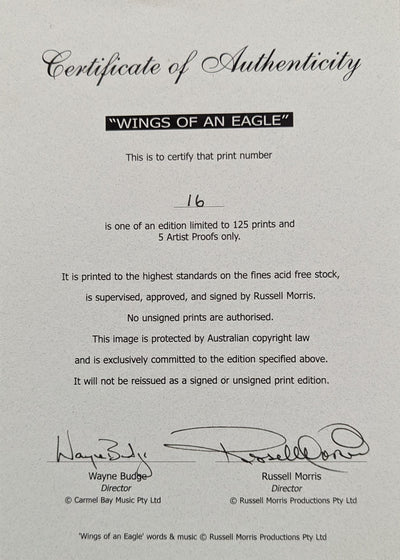 Certificate of Authenticity
"WINGS OF AN EAGLE"
This is to certify that print number
16
is one of an edition limited to 125 prints and
5 Artist Proofs only.
It is printed to the highest standards on the fines acid free stock,
is supervised, approved, and signed by Russell Morris.
No unsigned prints are authorised.
This image is protected by Australian copyright law
and is exclusively committed to the edition specified above.
It will not be reissued as a signed or unsigned print edition.
Wayne Budge Russell Morris
Wayne Budge Russell Morris
Director Director
© Carmel Bay Music Pty Ltd © Russell Morris Productions Pty Ltd
'Wings of an Eagle' words & music © Russell Morris Productions Pty Ltd